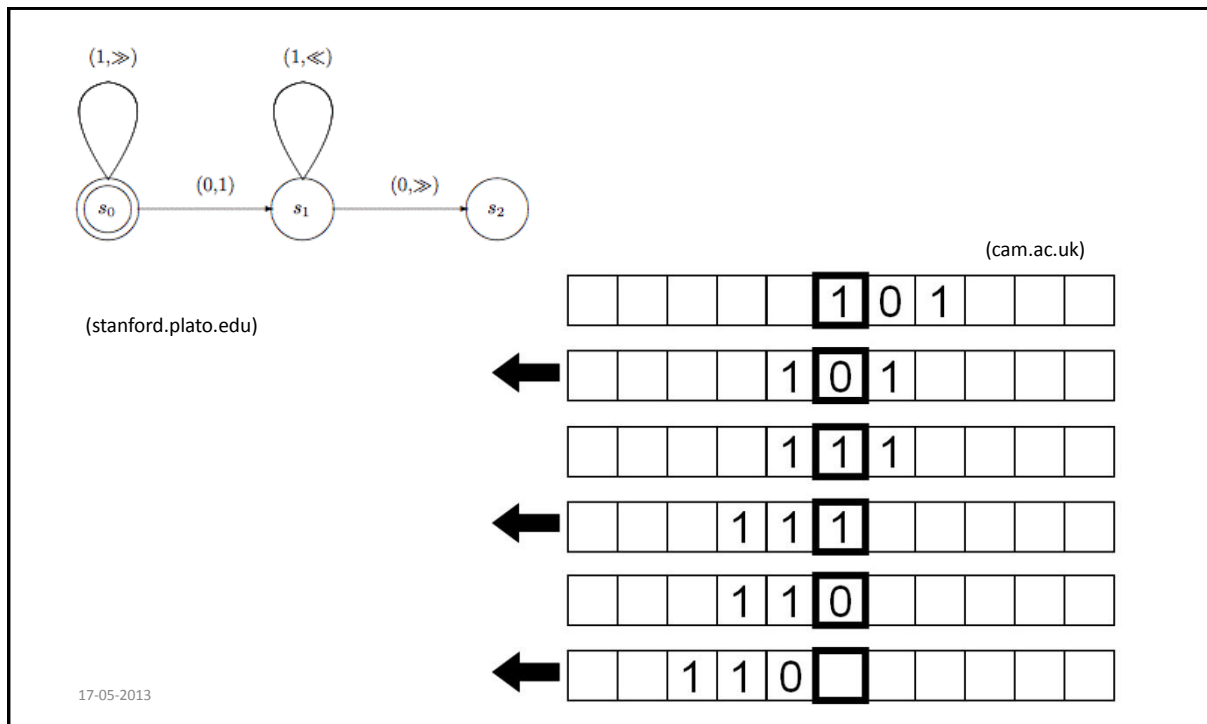 (1,≫) (1,≪)
(0,1) (0,≫)
s₀ s₁ s₂
(cam.ac.uk)
1 0 1
(stanford.plato.edu)
1 0 1
1 1 1
1 1 1
1 1 0
1 1 0
17-05-2013